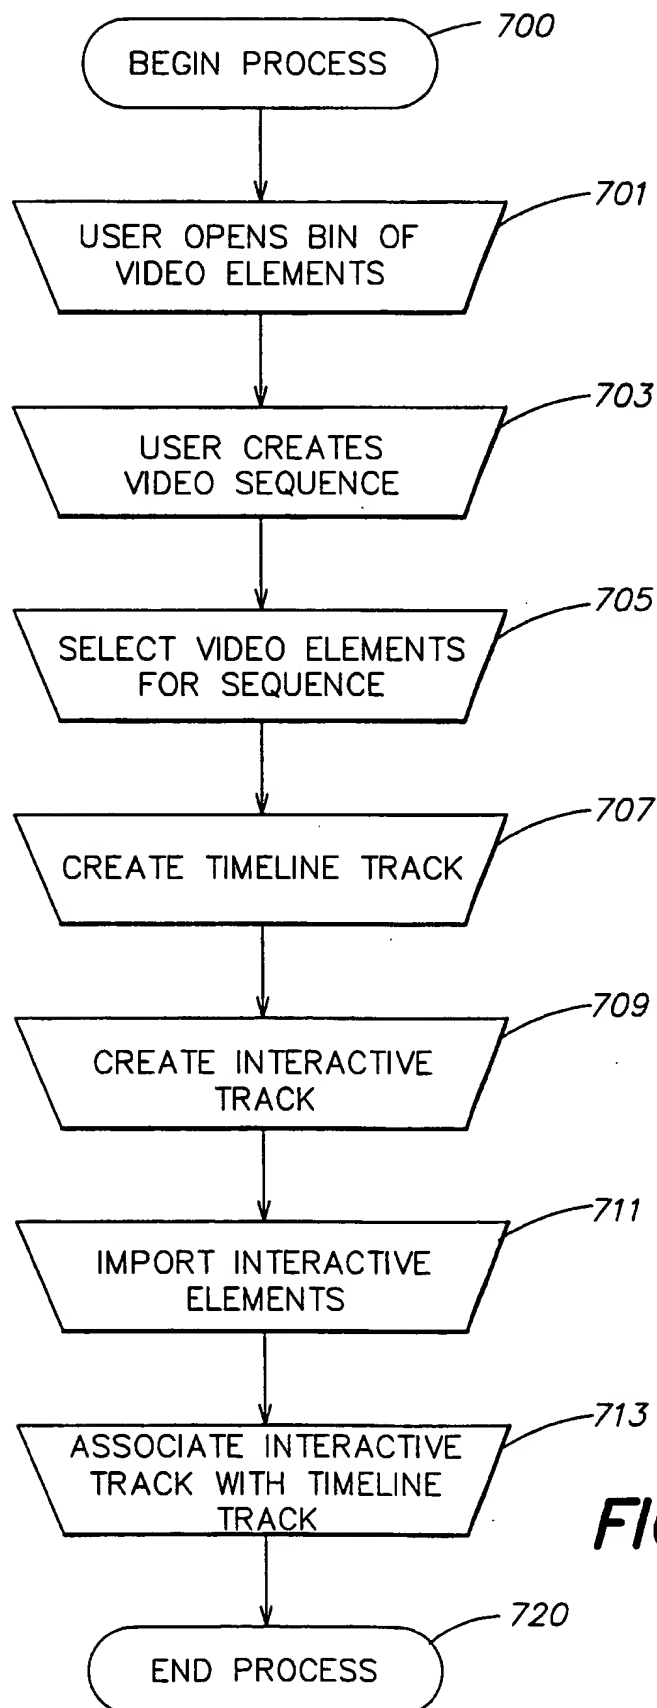 700
BEGIN PROCESS
701
USER OPENS BIN OF
VIDEO ELEMENTS
703
USER CREATES
VIDEO SEQUENCE
705
SELECT VIDEO ELEMENTS
FOR SEQUENCE
707
CREATE TIMELINE TRACK
709
CREATE INTERACTIVE
TRACK
711
IMPORT INTERACTIVE
ELEMENTS
713
ASSOCIATE INTERACTIVE
TRACK WITH TIMELINE
TRACK
720
END PROCESS